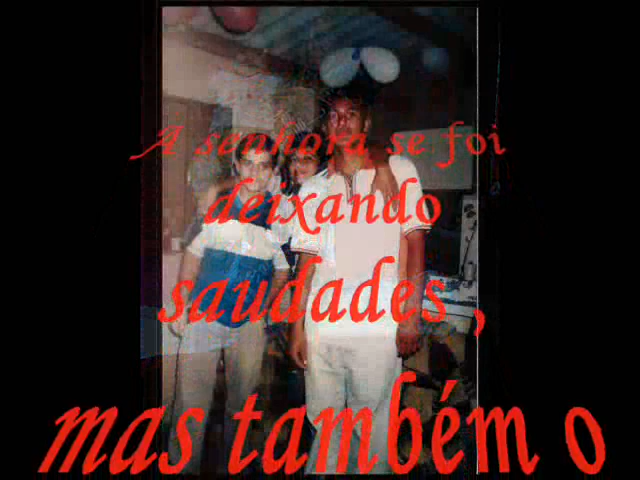 A senhora se foi
deixando
saudades ,
mas também o